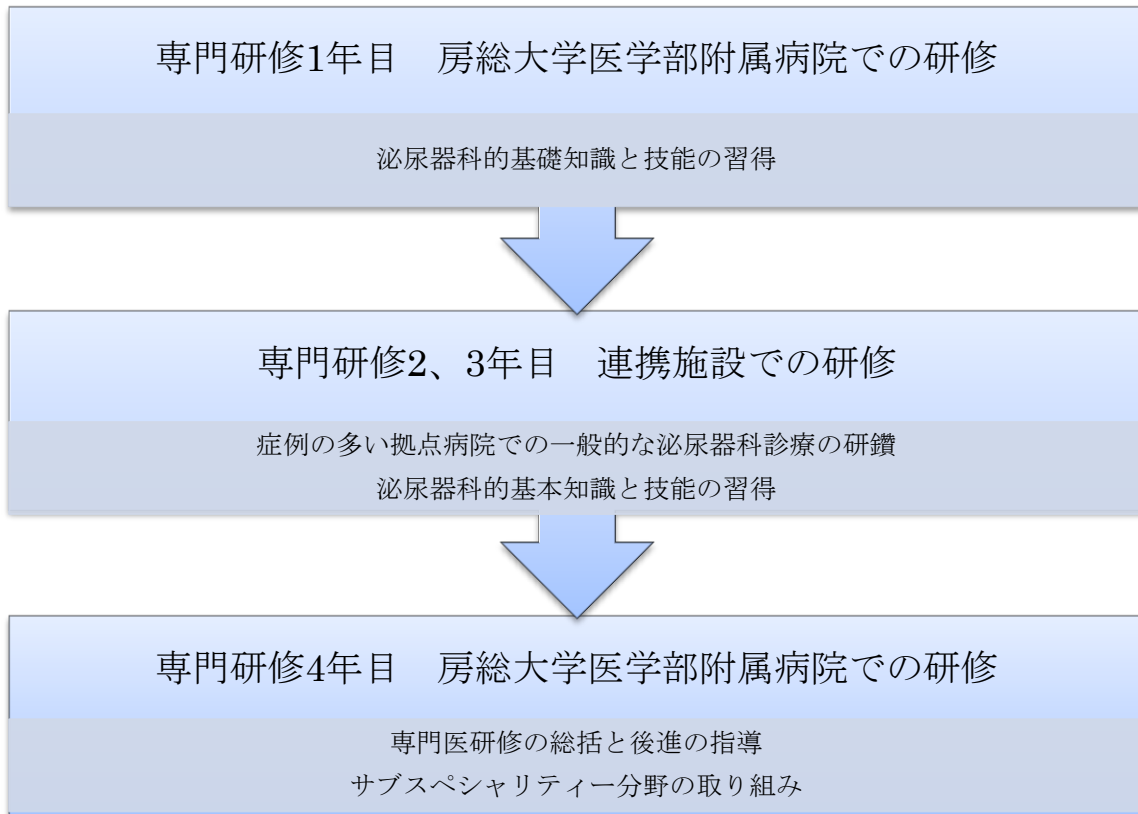 専門研修1年目　房総大学医学部附属病院での研修
泌尿器科的基礎知識と技能の習得
専門研修2、3年目　連携施設での研修
症例の多い拠点病院での一般的な泌尿器科診療の研鑽
泌尿器科的基本知識と技能の習得
専門研修4年目　房総大学医学部附属病院での研修
専門医研修の総括と後進の指導
サブスペシャリティー分野の取り組み